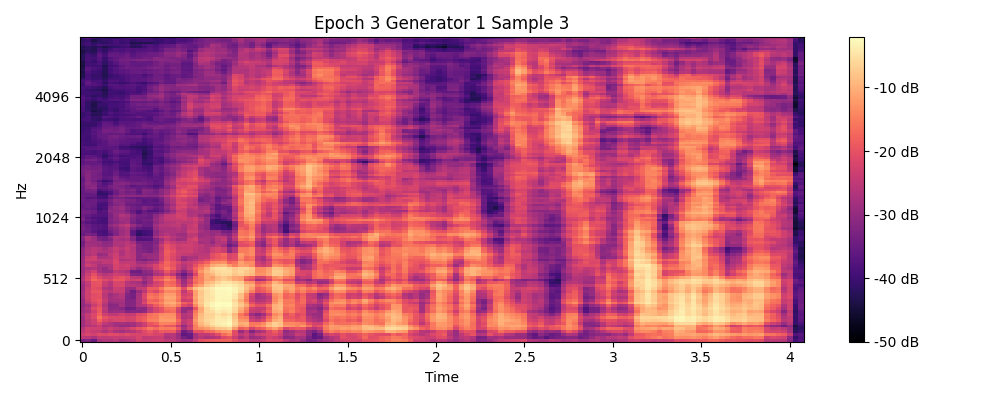 Epoch 3 Generator 1 Sample 3
Hz
4096
2048
1024
512
0
0 0.5 1 1.5 2 2.5 3 3.5 4
Time
-10 dB
-20 dB
-30 dB
-40 dB
-50 dB